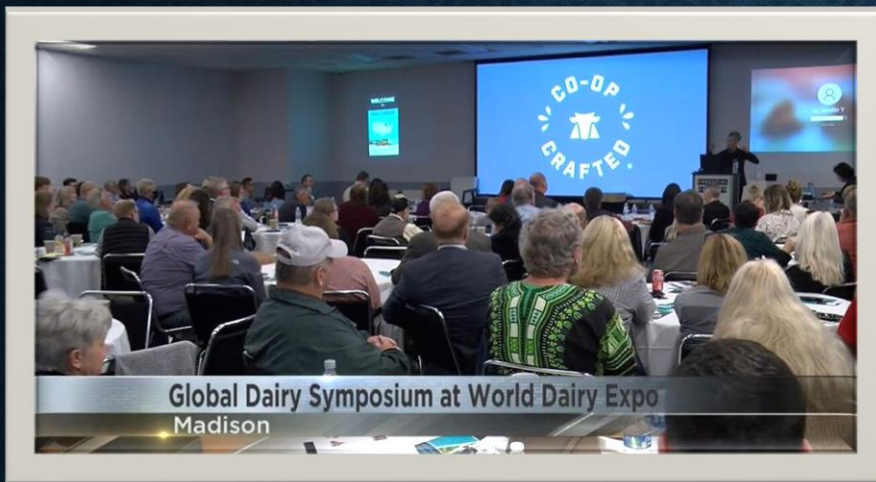 WELCOME
CO-OP
CRAFTED
Global Dairy Symposium at World Dairy Expo
Madison